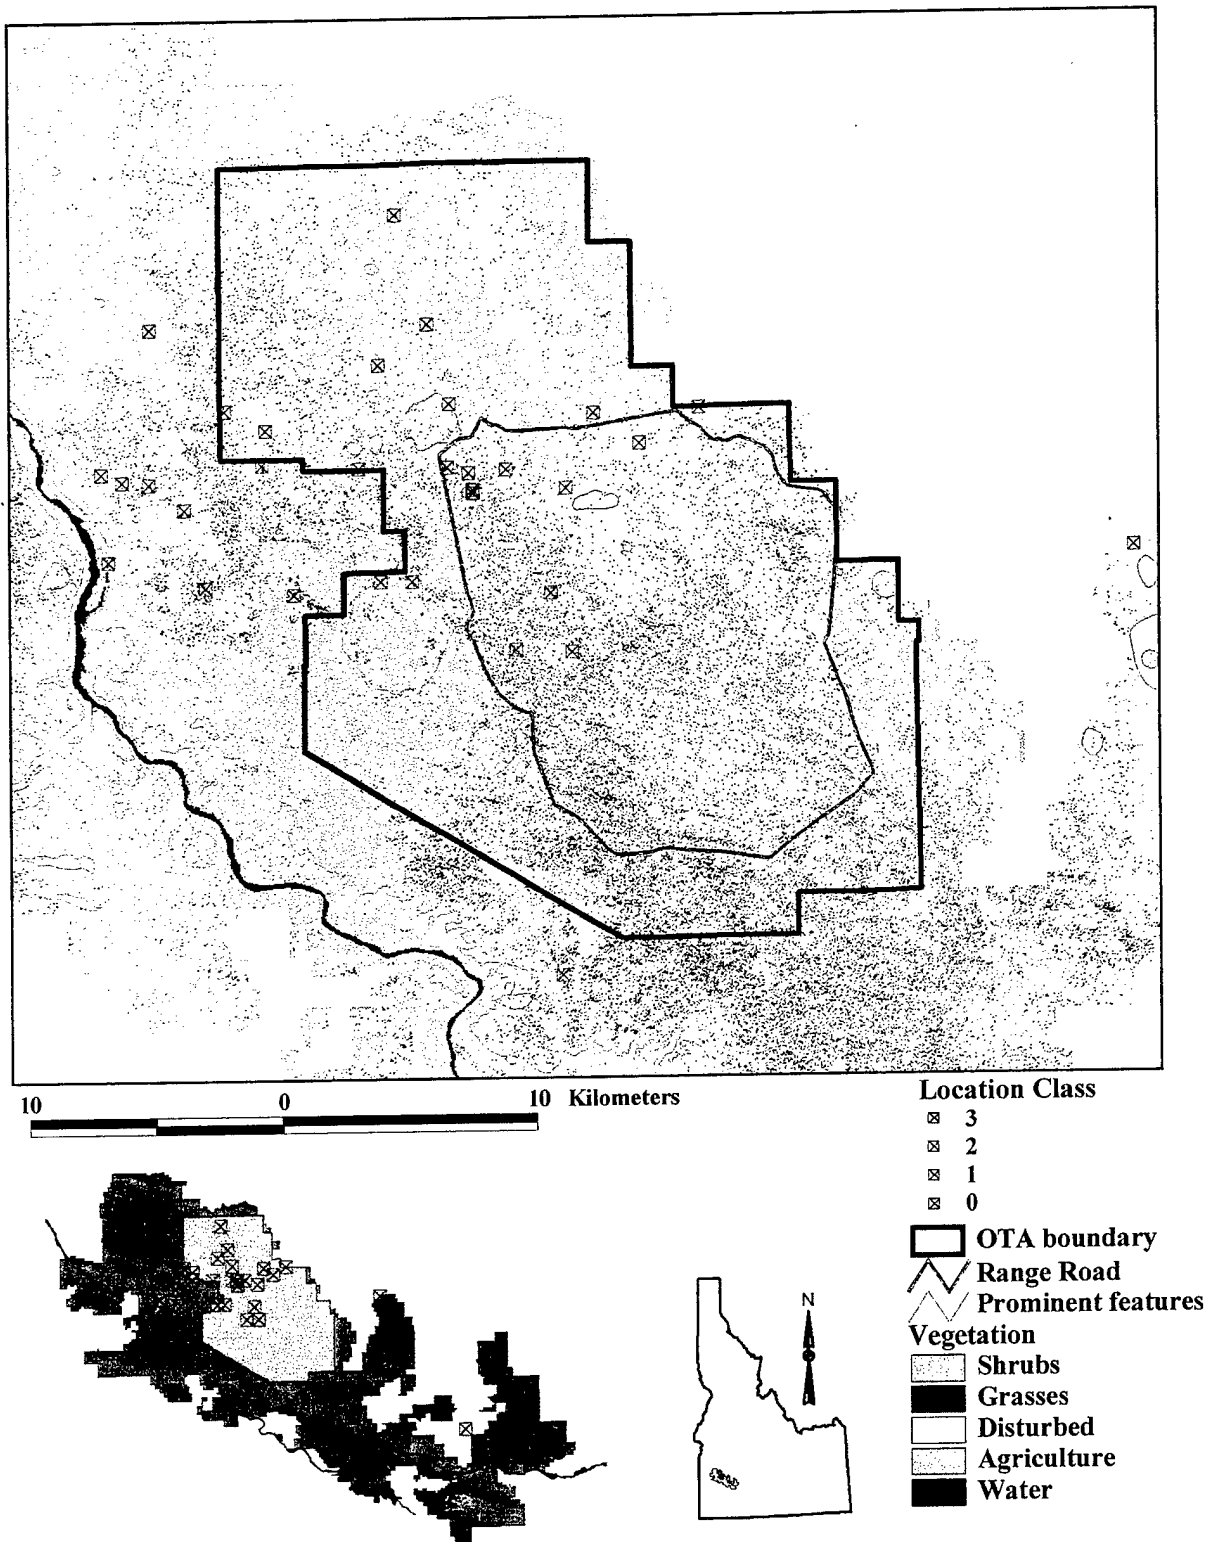 10 0 10 Kilometers
Location Class
3
2
1
0
OTA boundary
Range Road
Prominent features
Vegetation
Shrubs
Grasses
Disturbed
Agriculture
Water
N